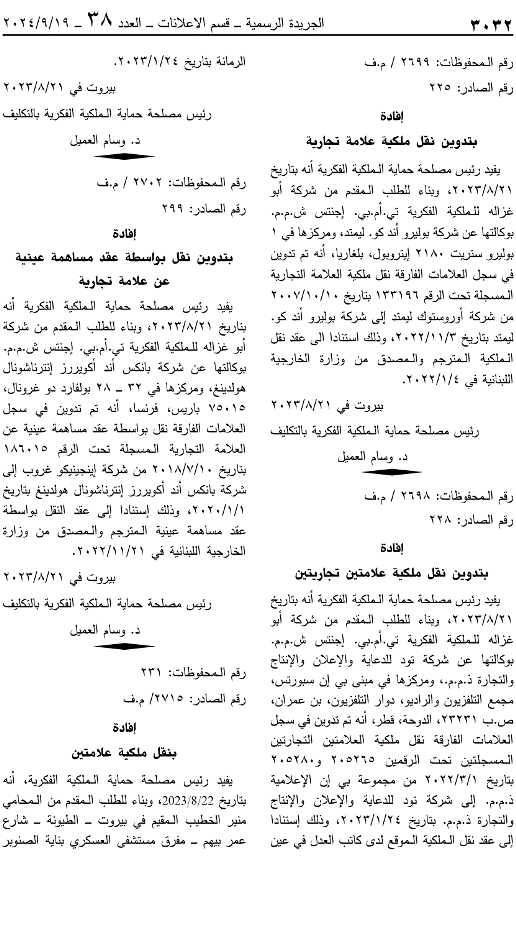 ٣٠٣٢
الجريدة الرسمية ــ قسم الاعلانات ــ العدد ٣٨ ــ ٢٠٢٤/٩/١٩
رقم المحفوظات: ٢٦٩٩ / م.ف
رقم الصادر: ٢٢٥
إفادة
بتدوين نقل ملكية علامة تجارية
يفيد رئيس مصلحة حماية الملكية الفكرية أنه بتاريخ
٢٠٢٣/٨/٢١، وبناء للطلب المقدم من شركة أبو
غزاله للملكية الفكرية تي.أم.بي. إجنتس ش.م.م.
بوكالتها عن شركة بوليرو أند كو. ليمتد، ومركزها في ١
بوليرو ستريت ٢١٨٠ إيتروبول، بلغاريا، أنه تم تدوين
في سجل العلامات الفارقة نقل ملكية العلامة التجارية
المسجلة تحت الرقم ١٣٣١٩٦ بتاريخ ٢٠٠٧/١٠/١٠
من شركة أوروستوك ليمتد إلى شركة بوليرو أند كو.
ليمتد بتاريخ ٢٠٢٢/١١/٣، وذلك استنادا الى عقد نقل
الملكية المترجم والمصدق من وزارة الخارجية
اللبنانية في ٢٠٢٢/١/٤.
بيروت في ٢٠٢٣/٨/٢١
رئيس مصلحة حماية الملكية الفكرية بالتكليف
د. وسام العميل
رقم المحفوظات: ٢٦٩٨ / م.ف
رقم الصادر: ٢٢٨
إفادة
بتدوين نقل ملكية علامتين تجاريتين
يفيد رئيس مصلحة حماية الملكية الفكرية أنه بتاريخ
٢٠٢٣/٨/٢١، وبناء للطلب المقدم من شركة أبو
غزاله للملكية الفكرية تي.أم.بي. إجنتس ش.م.م.
بوكالتها عن شركة تود للدعاية والإعلان والإنتاج
والتجارة ذ.م.م.، ومركزها في مبنى بي إن سبورتس،
مجمع التلفزيون والراديو، دوار التلفزيون، بن عمران،
ص.ب ٢٣٢٣١، الدوحة، قطر، أنه تم تدوين في سجل
العلامات الفارقة نقل ملكية العلامتين التجارتين
المسجلتين تحت الرقمين ٢٠٥٢٦٥ و٢٠٥٢٨٠
بتاريخ ٢٠٢٢/٣/١ من مجموعة بي إن الإعلامية
ذ.م.م. إلى شركة تود للدعاية والإعلان والإنتاج
والتجارة ذ.م.م. بتاريخ ٢٠٢٣/١/٢٤، وذلك إستنادا
إلى عقد نقل الملكية الموقع لدى كاتب العدل في عين
الرمانة بتاريخ ٢٠٢٣/١/٢٤.
بيروت في ٢٠٢٣/٨/٢١
رئيس مصلحة حماية الملكية الفكرية بالتكليف
د. وسام العميل
رقم المحفوظات: ٢٧٠٢ / م.ف
رقم الصادر: ٢٩٩
إفادة
بتدوين نقل بواسطة عقد مساهمة عينية
عن علامة تجارية
يفيد رئيس مصلحة حماية الملكية الفكرية أنه
بتاريخ ٢٠٢٣/٨/٢١، وبناء للطلب المقدم من شركة
أبو غزاله للملكية الفكرية تي.أم.بي. إجنتس ش.م.م.
بوكالتها عن شركة بانكس أند أكويررز إنترناشونال
هولدينغ، ومركزها في ٣٢ ــ ٢٨ بولفارد دو غرونال،
٧٥٠١٥ باريس، فرنسا، أنه تم تدوين في سجل
العلامات الفارقة نقل بواسطة عقد مساهمة عينية عن
العلامة التجارية المسجلة تحت الرقم ١٨٦٠١٥
بتاريخ ٢٠١٨/٧/١٠ من شركة إينجينيكو غروب إلى
شركة بانكس أند أكويررز إنترناشونال هولدينغ بتاريخ
٢٠٢٠/١/١، وذلك إستنادا إلى عقد النقل بواسطة
عقد مساهمة عينية المترجم والمصدق من وزارة
الخارجية اللبنانية في ٢٠٢٢/١١/٢١.
بيروت في ٢٠٢٣/٨/٢١
رئيس مصلحة حماية الملكية الفكرية بالتكليف
د. وسام العميل
رقم المحفوظات: ٢٣١
رقم الصادر: ٢٧١٥/ م.ف
إفادة
بنقل ملكية علامتين
يفيد رئيس مصلحة حماية الملكية الفكرية، أنه
بتاريخ 2023/8/22، وبناء للطلب المقدم من المحامي
منير الخطيب المقيم في بيروت ــ الطيونة ــ شارع
عمر بيهم ــ مفرق مستشفى العسكري بناية الصنوبر